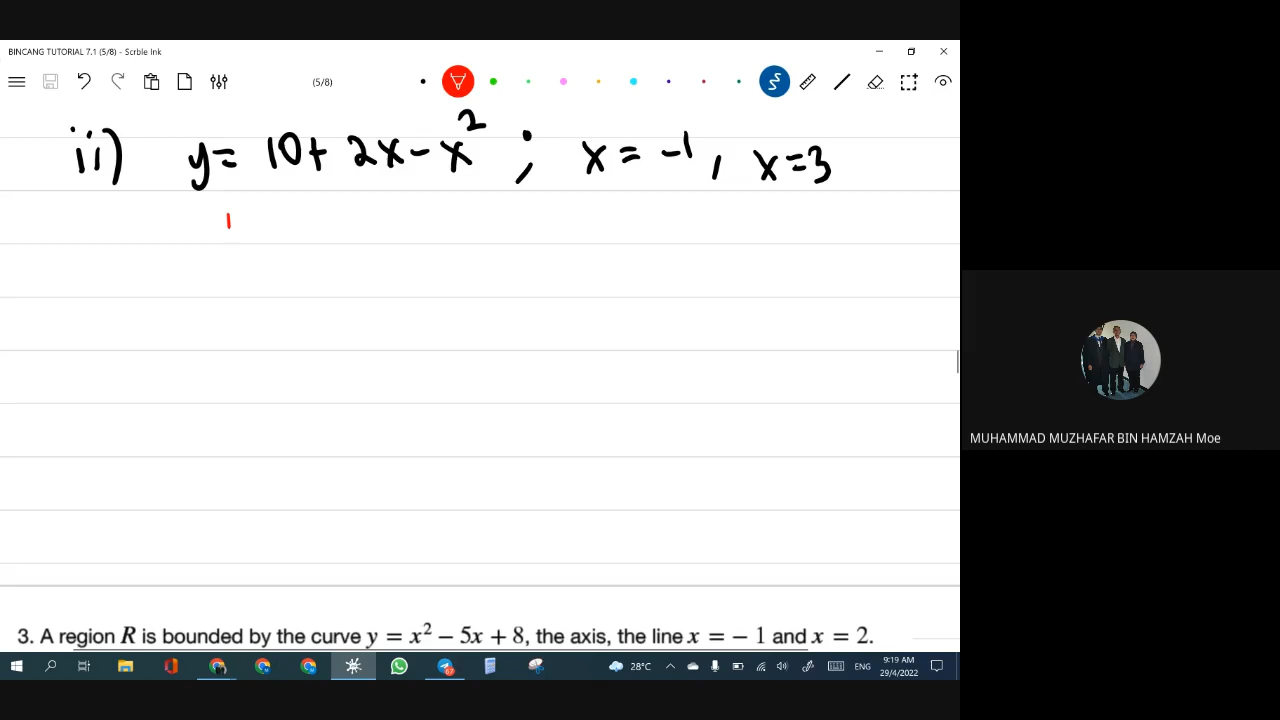 BINCANG TUTORIAL 7.1 (5/8) - Scrble Ink
(5/8)
ii) y = 10 + 2x - x² ; x = -1 , x = 3
3. A region R is bounded by the curve y = x² − 5x + 8, the axis, the line x = − 1 and x = 2.
MUHAMMAD MUZHAFAR BIN HAMZAH Moe
67
28°C
ENG
9:19 AM
29/4/2022